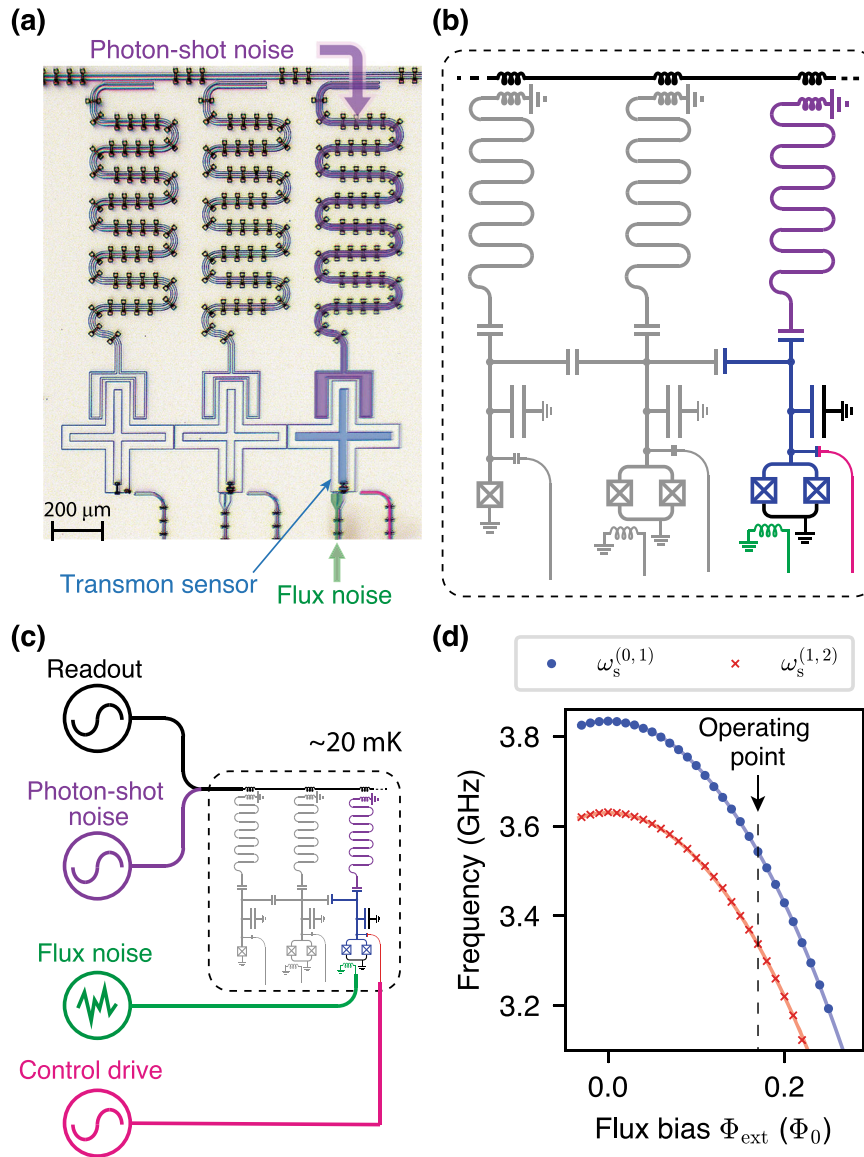 (a)
Photon-shot noise
200 μm
Transmon sensor
Flux noise
(b)
(c)
Readout
Photon-shot
noise
Flux noise
Control drive
~20 mK
(d)
ω_s^(0, 1)
ω_s^(1, 2)
Operating
point
3.8
3.6
3.4
3.2
Frequency (GHz)
0.0
0.2
Flux bias Φ_ext (Φ_0)